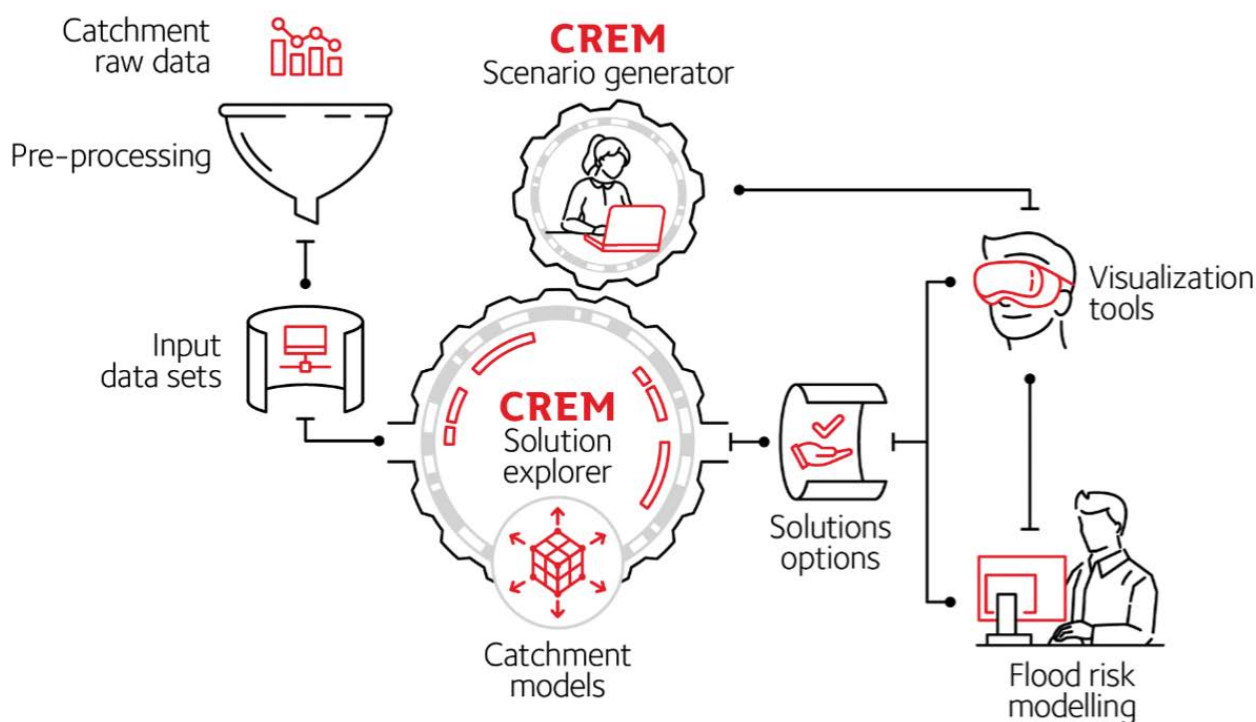 Catchment
raw data
Pre-processing
Input
data sets
CREM
Scenario generator
CREM
Solution
explorer
Catchment
models
Solutions
options
Visualization
tools
Flood risk
modelling